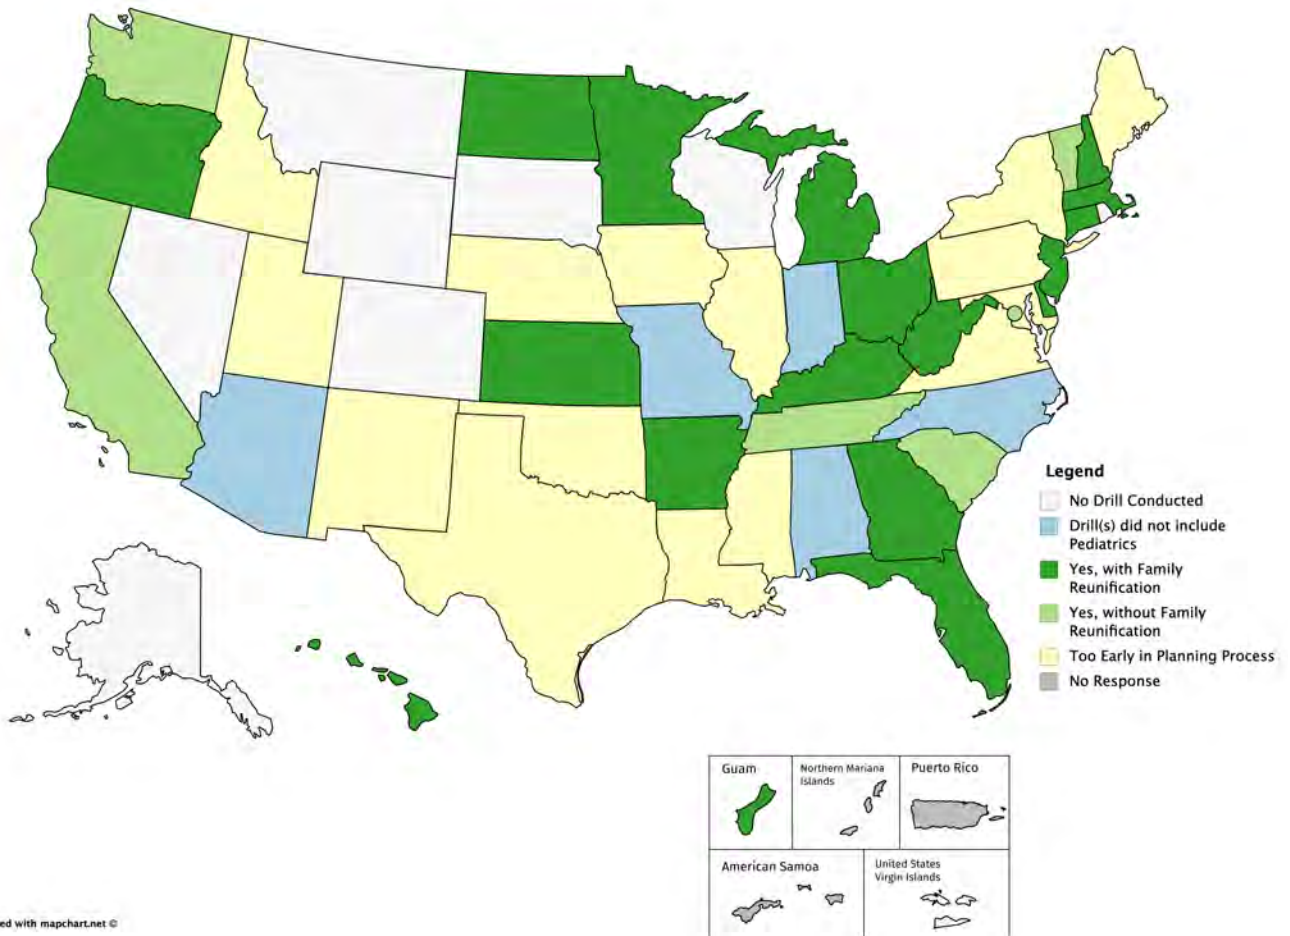 Legend
No Drill Conducted
Drill(s) did not include
Pediatrics
Yes, with Family
Reunification
Yes, without Family
Reunification
Too Early in Planning Process
No Response
Guam
Northern Mariana
Islands
Puerto Rico
American Samoa
United States
Virgin Islands
ed with mapchart.net ©